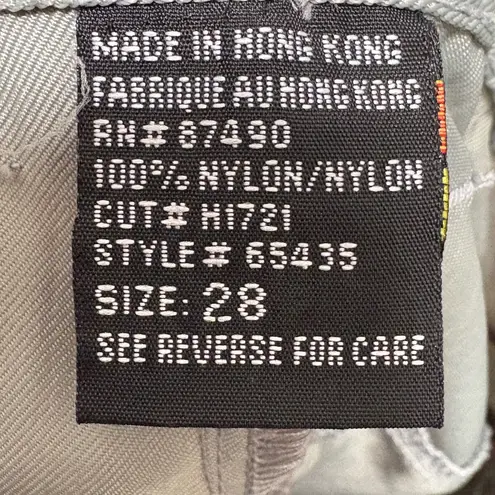 MADE IN HONG KONG
FABRIQUE AU HONG KONG
RN# 87490
100% NYLON/NYLON
CUT# H1721
STYLE# 65435
SIZE: 28
SEE REVERSE FOR CARE